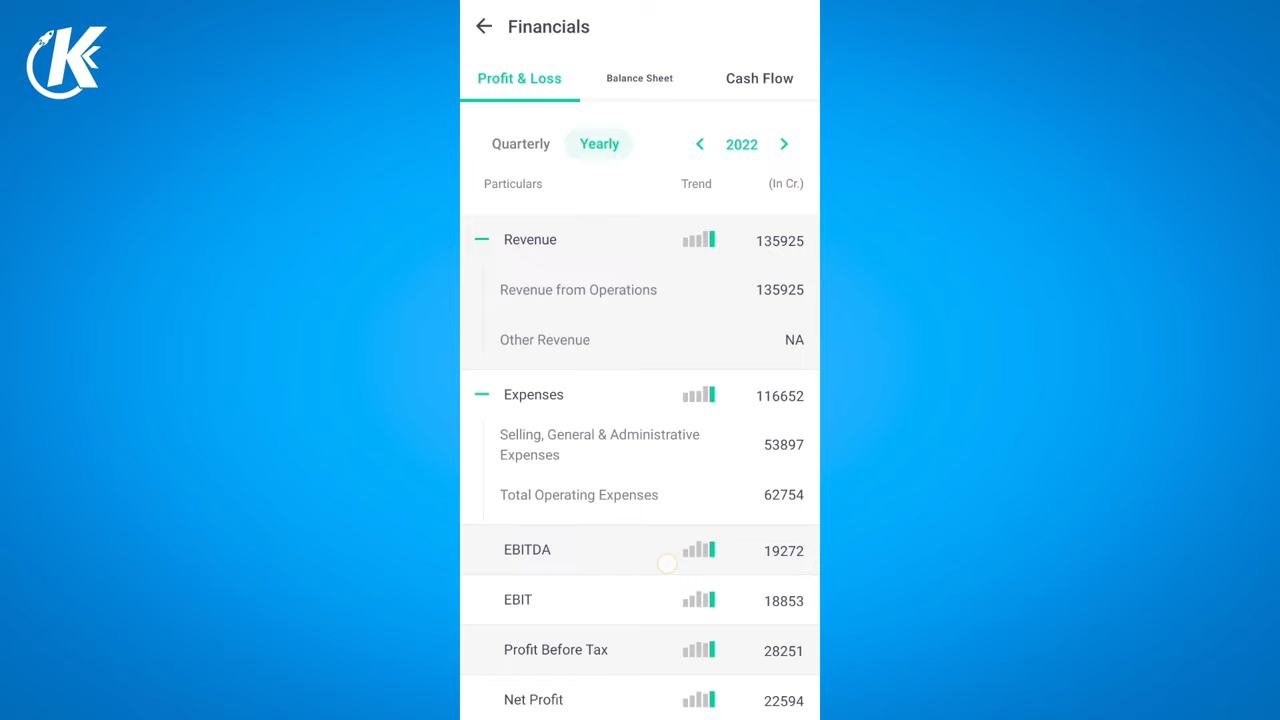 K
Financials
Profit & Loss Balance Sheet Cash Flow
Quarterly Yearly 2022
Particulars Trend (In Cr.)
Revenue 135925
Revenue from Operations 135925
Other Revenue NA
Expenses 116652
Selling, General & Administrative
Expenses 53897
Total Operating Expenses 62754
EBITDA 19272
EBIT 18853
Profit Before Tax 28251
Net Profit 22594